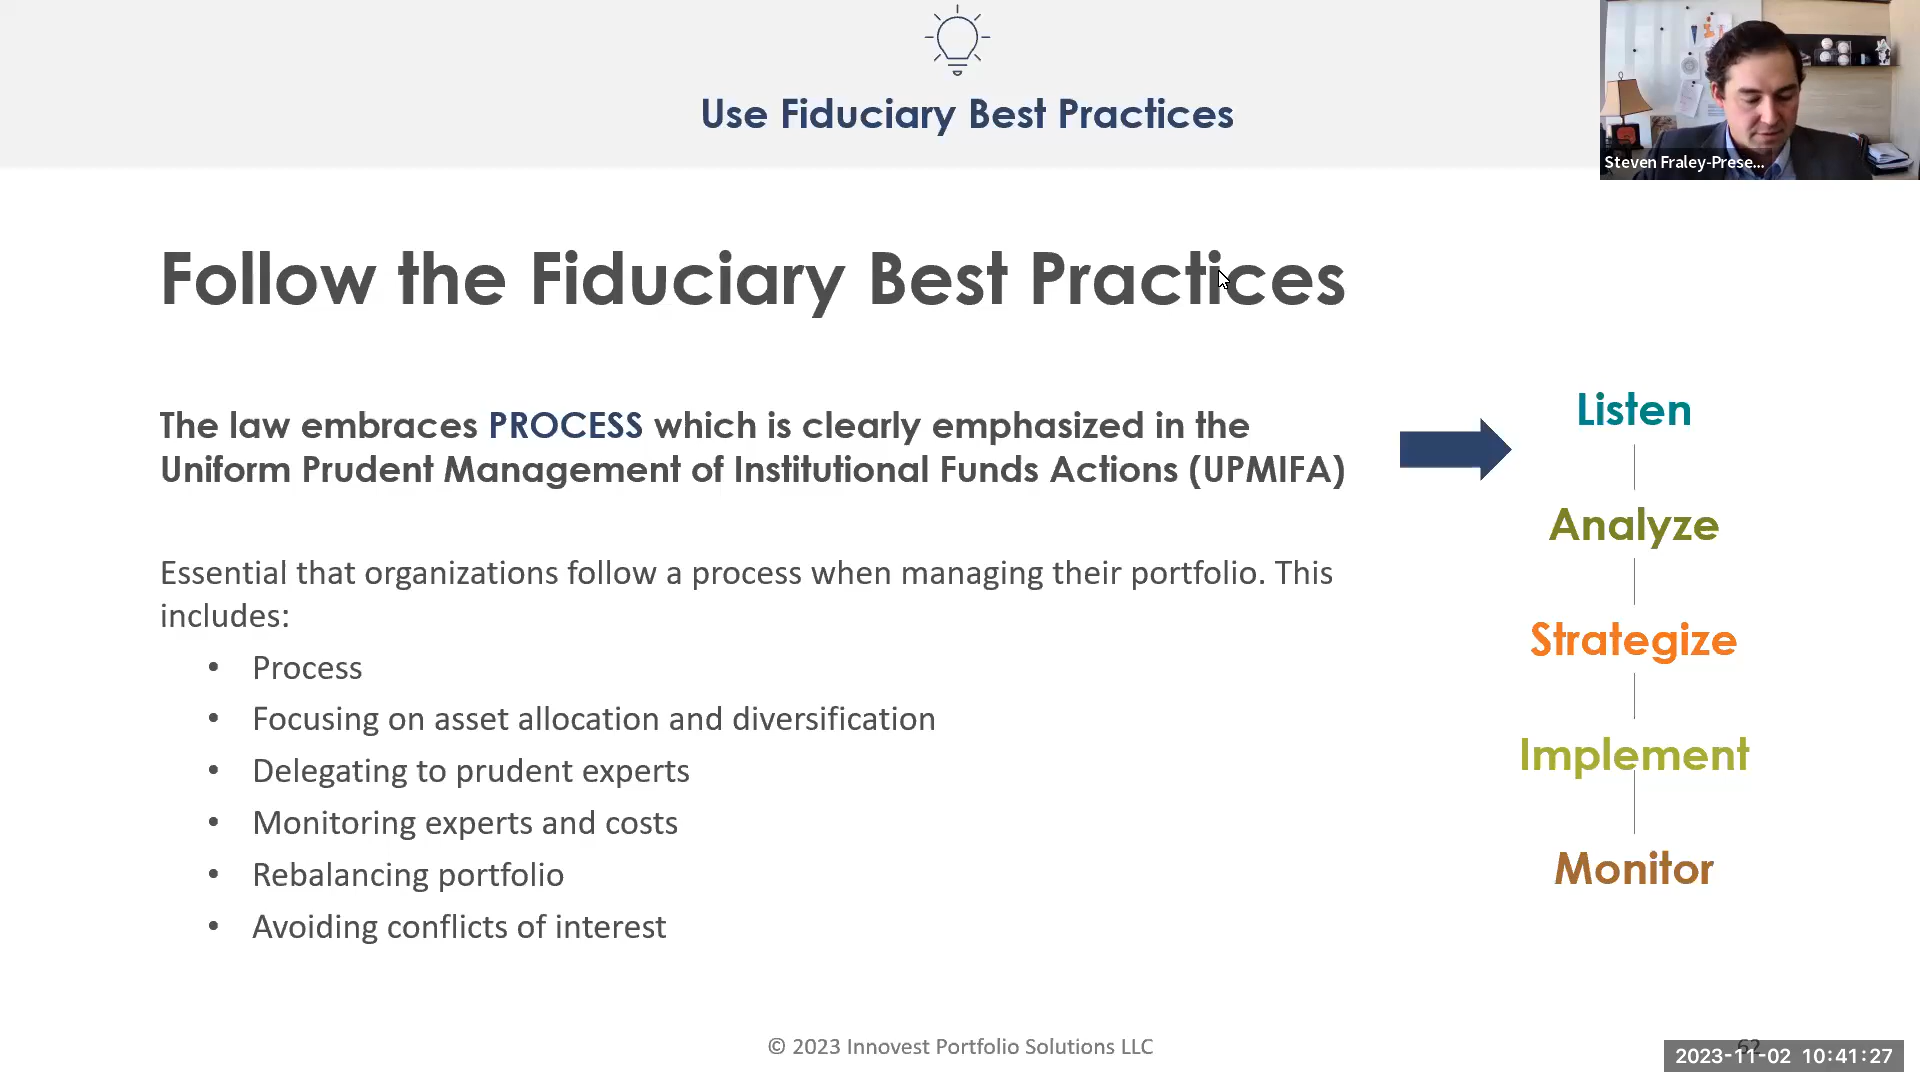 Use Fiduciary Best Practices
Steven Fraley-Prese...
Follow the Fiduciary Best Practices
The law embraces PROCESS which is clearly emphasized in the
Uniform Prudent Management of Institutional Funds Actions (UPMIFA)
Essential that organizations follow a process when managing their portfolio. This
includes:
• Process
• Focusing on asset allocation and diversification
• Delegating to prudent experts
• Monitoring experts and costs
• Rebalancing portfolio
• Avoiding conflicts of interest
Listen
Analyze
Strategize
Implement
Monitor
© 2023 Innovest Portfolio Solutions LLC
62
2023-11-02 10:41:27